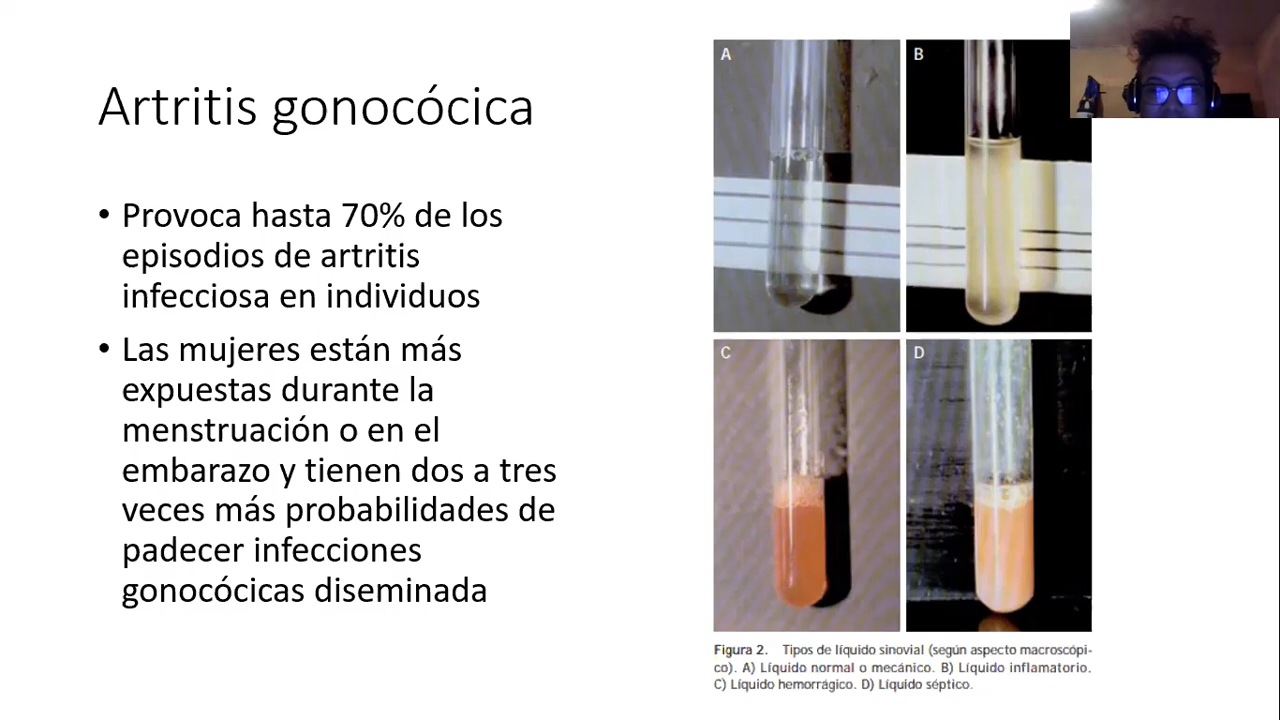 Artritis gonocócica
• Provoca hasta 70% de los
episodios de artritis
infecciosa en individuos
• Las mujeres están más
expuestas durante la
menstruación o en el
embarazo y tienen dos a tres
veces más probabilidades de
padecer infecciones
gonocócicas diseminada
A
B
C
D
Figura 2. Tipos de líquido sinovial (según aspecto macroscópi-
co). A) Líquido normal o mecánico. B) Líquido inflamatorio.
C) Líquido hemorrágico. D) Líquido séptico.